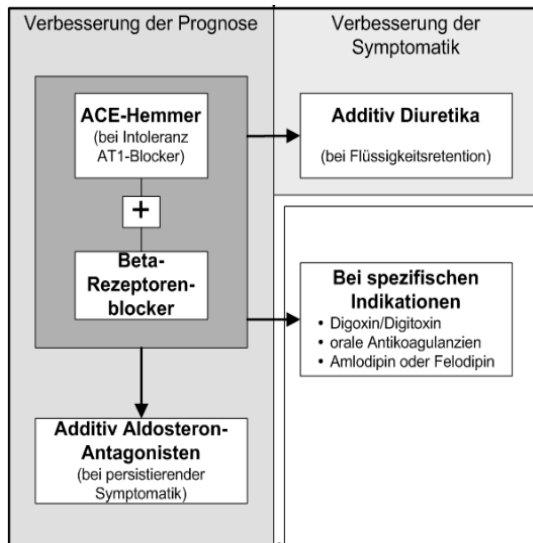 Verbesserung der Prognose
ACE-Hemmer
(bei Intoleranz
AT1-Blocker)
+
Beta-
Rezeptoren-
blocker
Additiv Aldosteron-
Antagonisten
(bei persistierender
Symptomatik)
Verbesserung der
Symptomatik
Additiv Diuretika
(bei Flüssigkeitsretention)
Bei spezifischen
Indikationen
• Digoxin/Digitoxin
• orale Antikoagulanzien
• Amlodipin oder Felodipin